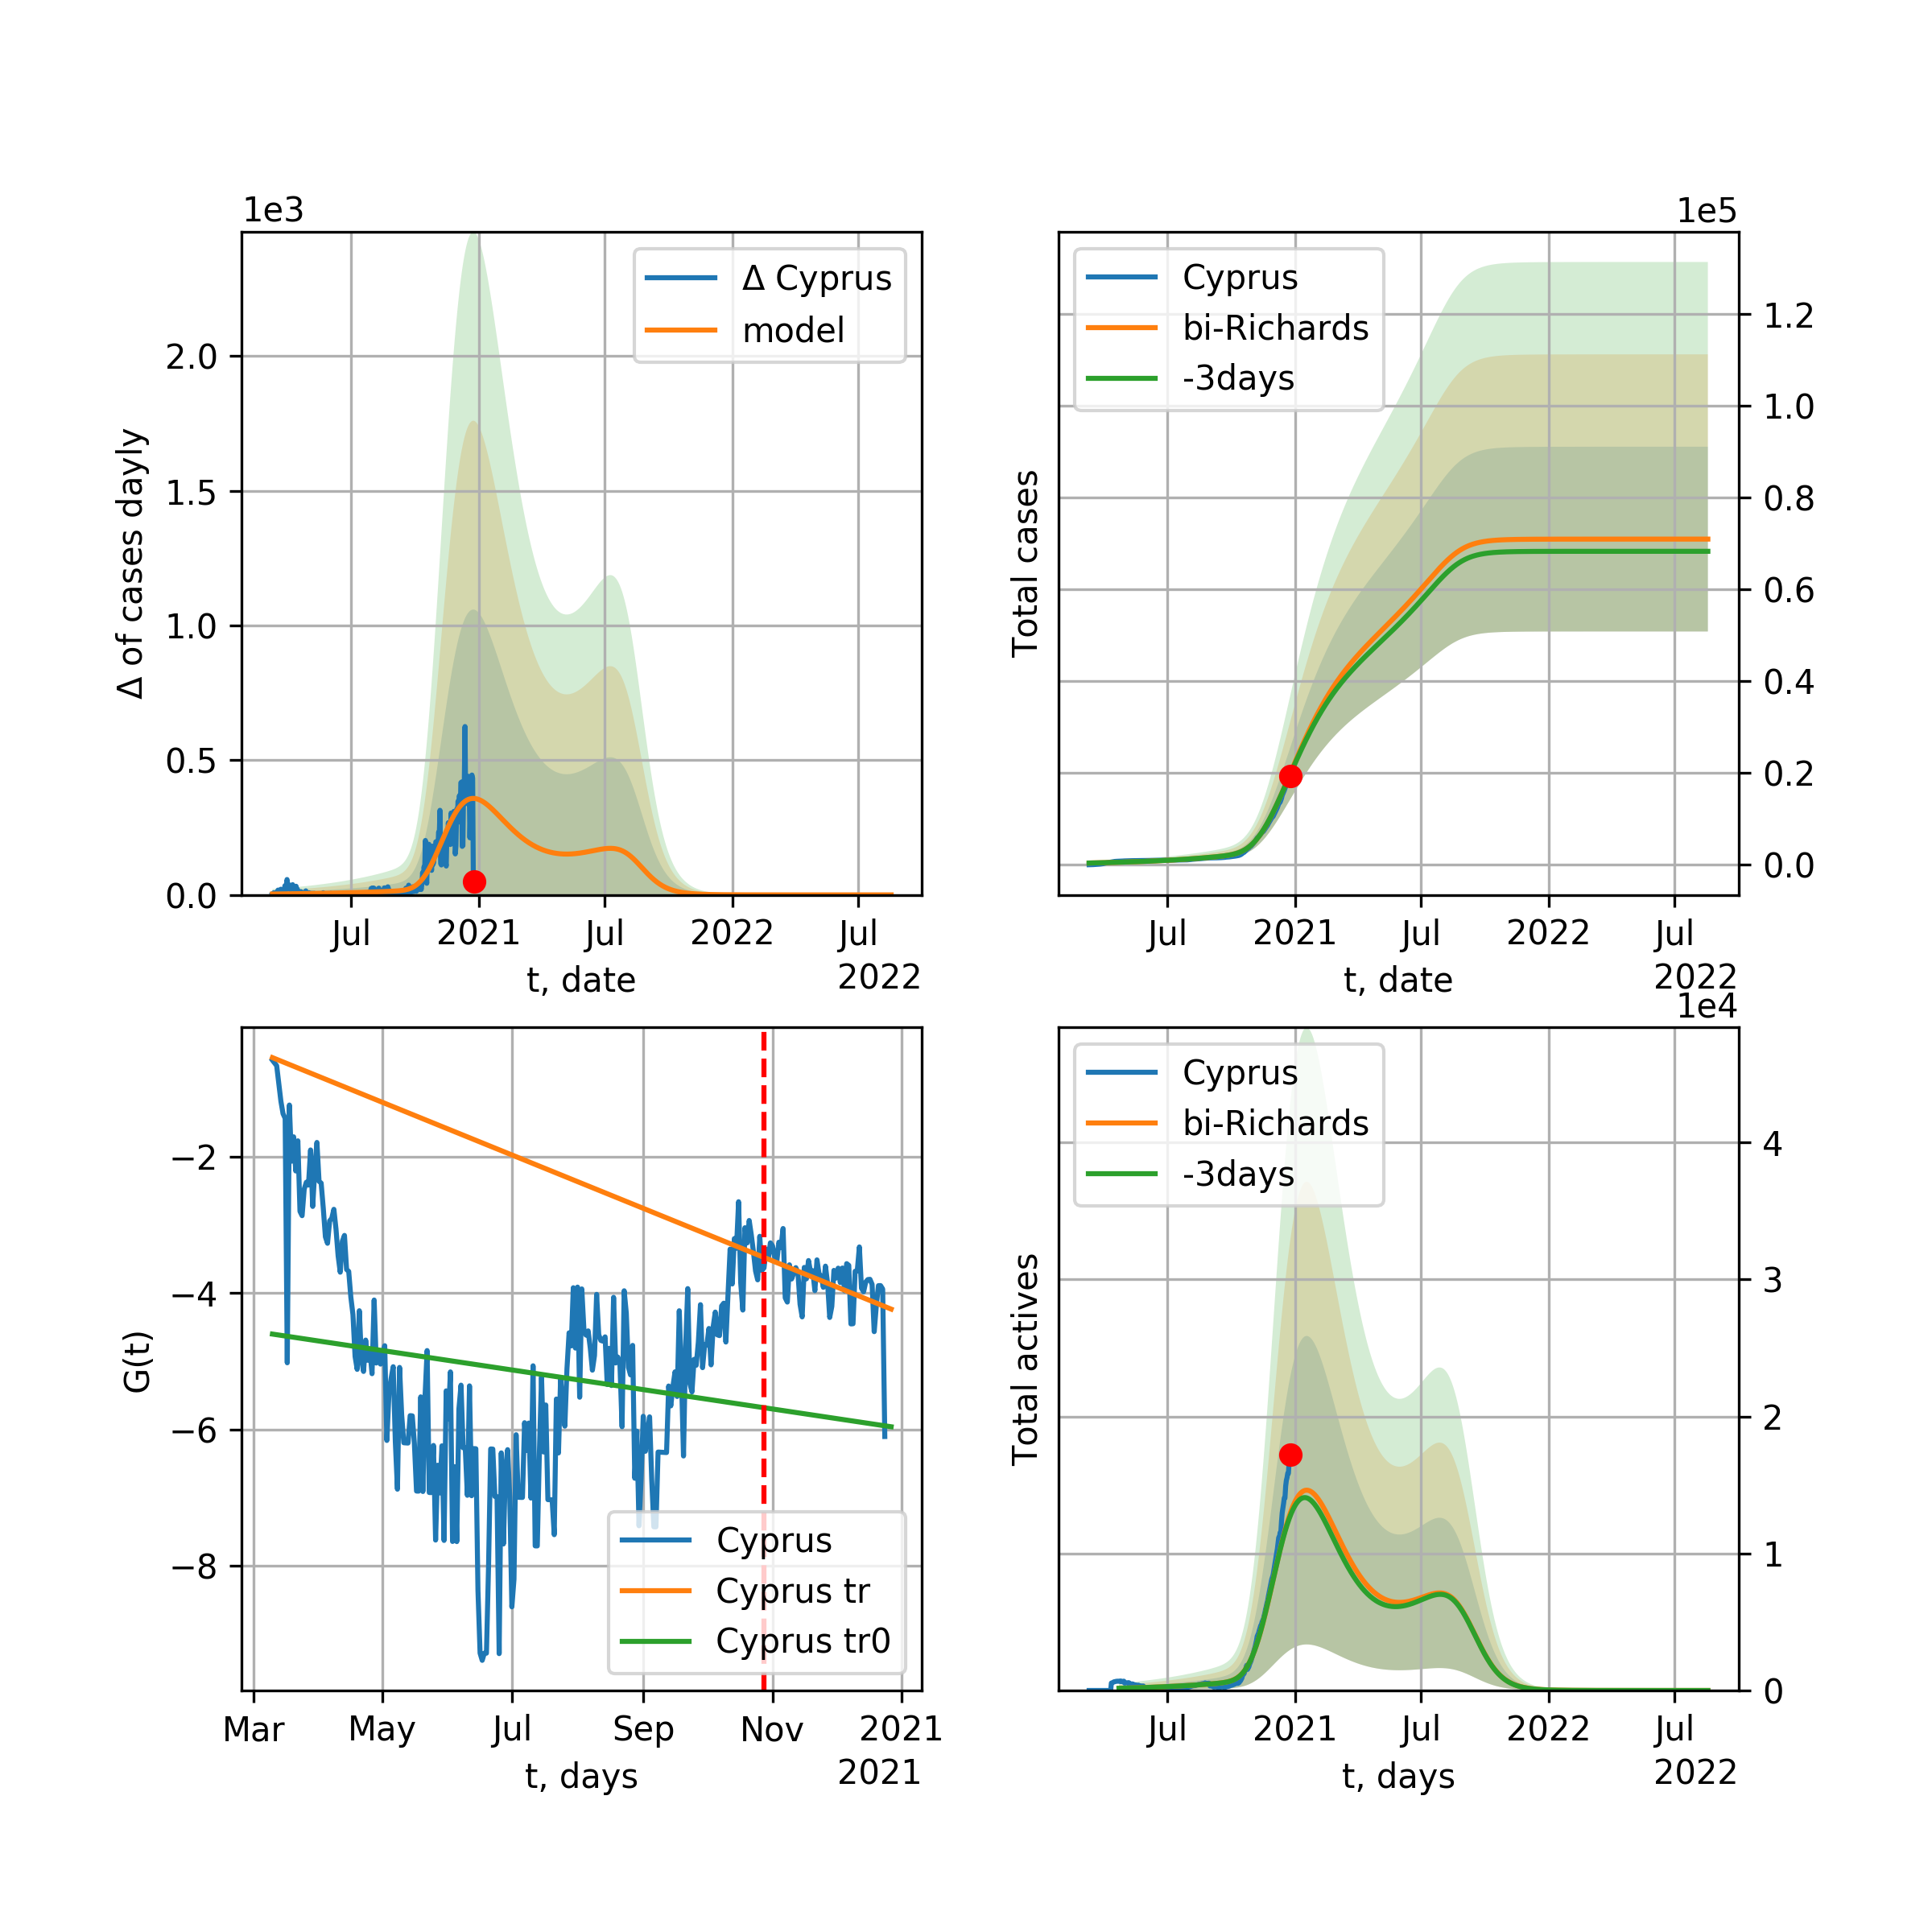 1e3
Δ of cases dayly
2.0
1.5
1.0
0.5
0.0
Δ Cyprus
model
Jul
2021
Jul
2022
Jul
2022
t, date
1e5
Total cases
Cyprus
bi-Richards
-3days
1.2
1.0
0.8
0.6
0.4
0.2
0.0
Jul
2021
Jul
2022
Jul
2022
t, date
G(t)
−2
−4
−6
−8
Cyprus
Cyprus tr
Cyprus tr0
Mar
May
Jul
Sep
Nov
2021
2021
t, days
1e4
Total actives
Cyprus
bi-Richards
-3days
4
3
2
1
0
Jul
2021
Jul
2022
Jul
2022
t, days